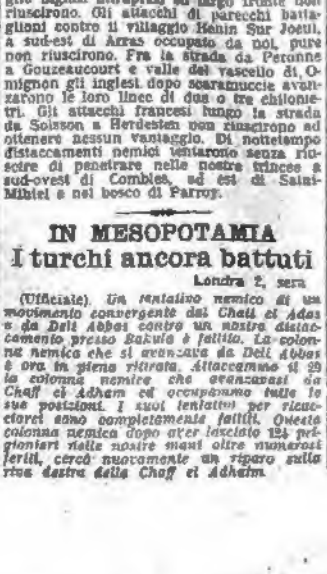 riuscirono. Gli attacchi di parecchi batta-
glioni contro il villaggio Henin Sur Joeul,
a sud-est di Arras occupato da noi, pure
non riuscirono. Fra la strada da Peronne
a Gouzeaucourt e valle del vascello di O-
mignon gli inglesi dopo scaramuccie avan-
zarono le loro linee di due o tre chilome-
tri. Gli attacchi francesi lungo la strada
da Soisson a Herdesten non riuscirono ad
ottenere nessun vantaggio. Di nottetempo
distaccamenti nemici tentarono senza riu-
scire di penetrare nelle nostre trincee a
sud-ovest di Combles, ad est di Saint-
Mihiel e nel bosco di Parroy.
IN MESOPOTAMIA
I turchi ancora battuti
Londra 2, sera
(Ufficiale). Un tentativo nemico di un
movimento convergente dal Chatt el Adas
e da Deli Abbas contro un nostro distac-
camento presso Bakula è fallito. La colon-
na nemica che si avanzava da Deli Abbas
è ora in piena ritirata. Attaccammo il 29
la colonna nemica che avanzavasi da
Chaff el Adham ed occupammo tutte le
sue posizioni. I suoi tentativi per ricac-
ciarci sono completamente falliti. Questa
colonna nemica dopo aver lasciato 124 pri-
gionieri nelle nostre mani oltre numerosi
feriti, cercò nuovamente un riparo sulla
riva destra della Chaff el Adhaim